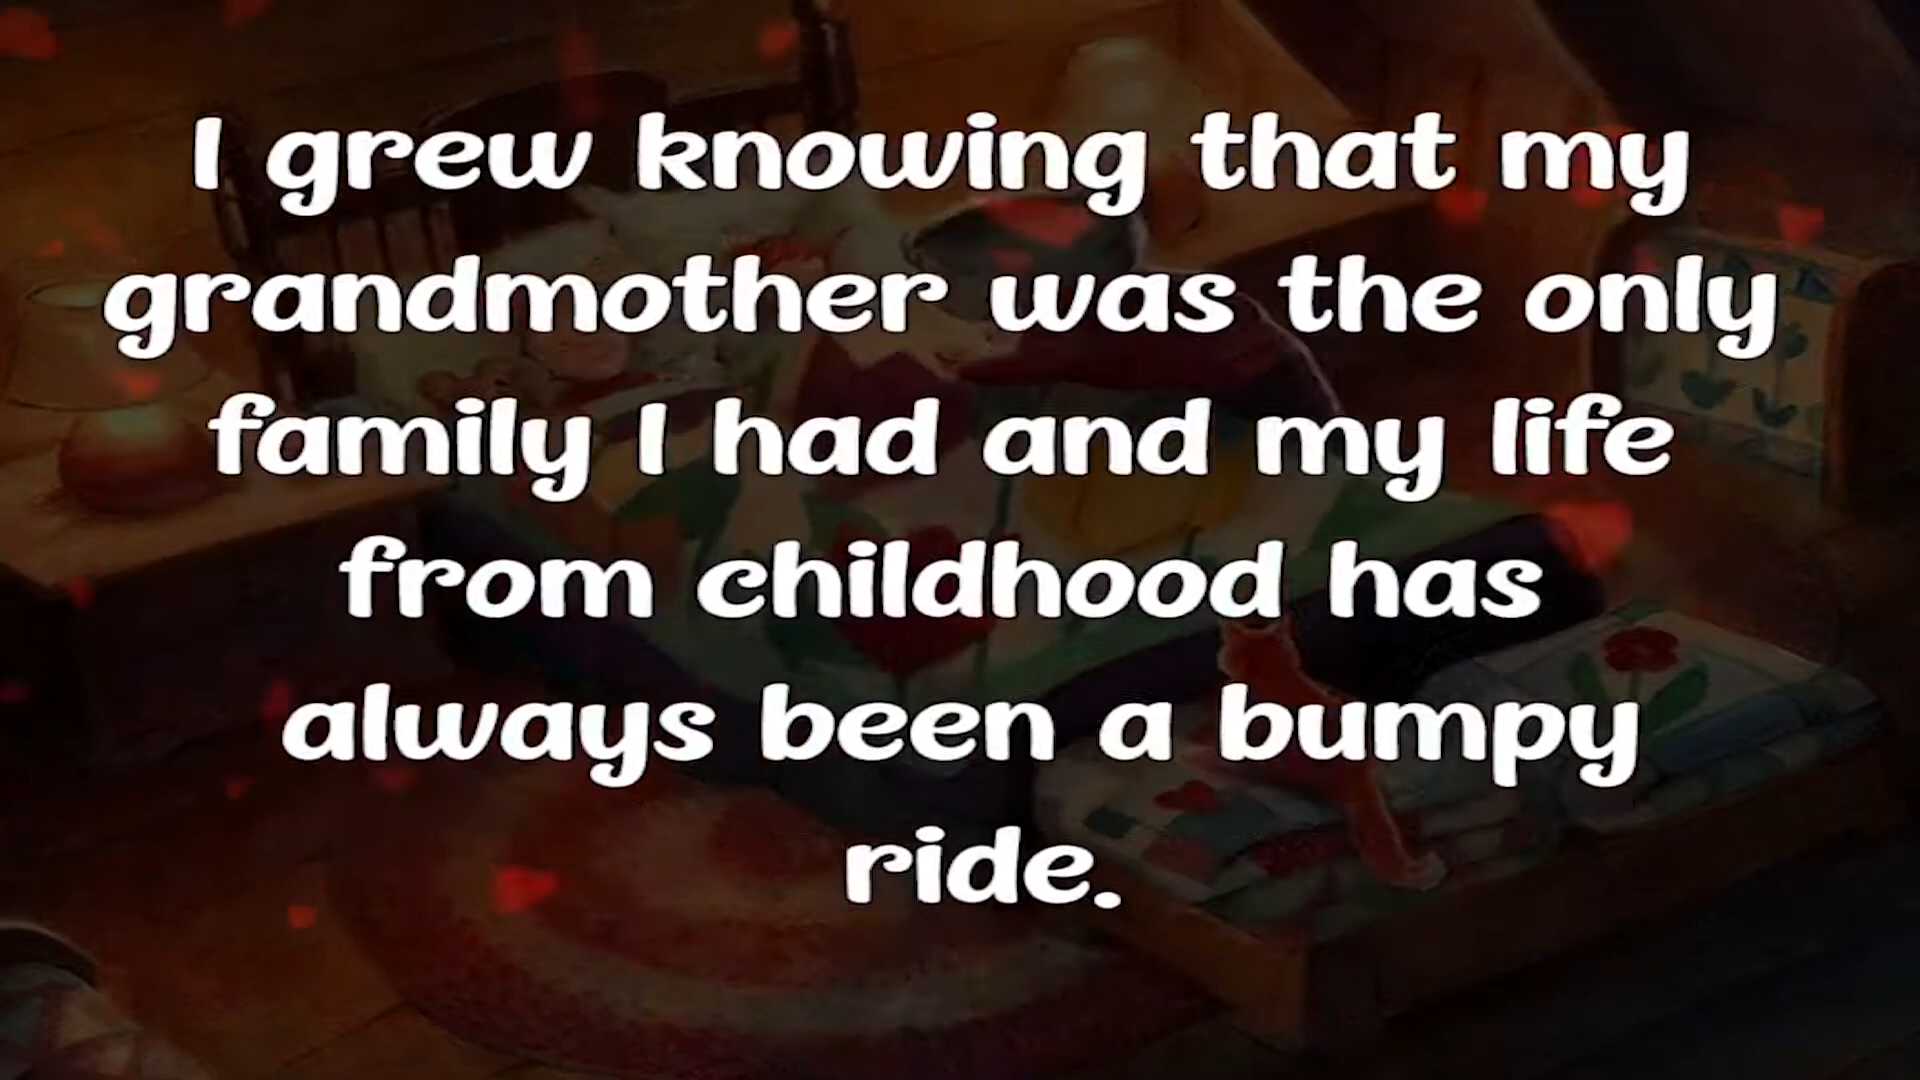 I grew knowing that my
grandmother was the only
family I had and my life
from childhood has
always been a bumpy
ride.